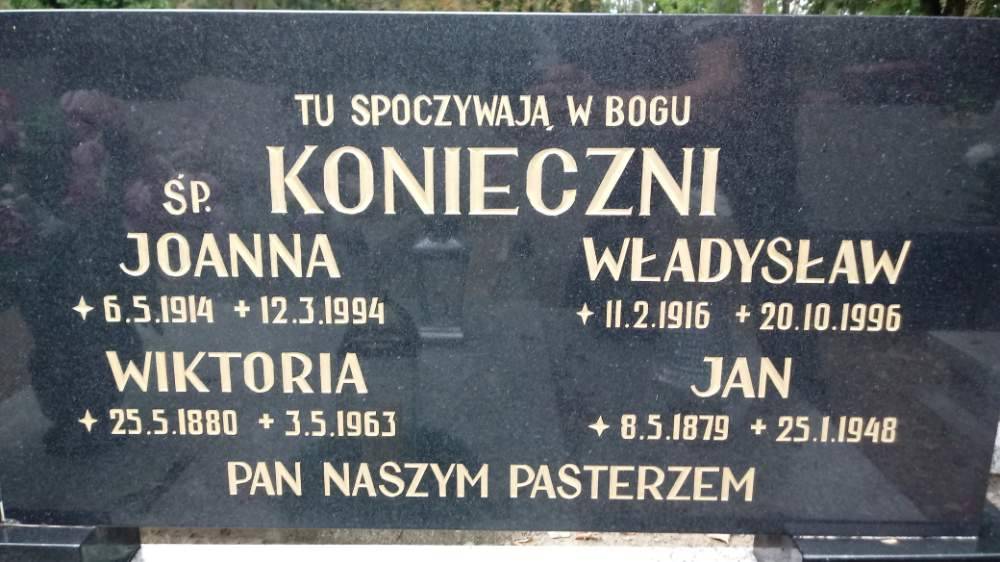 TU SPOCZYWAJĄ W BOGU
ŚP. KONIECZNI
JOANNA WŁADYSŁAW
✦ 6.5.1914 + 12.3.1994 ✦ 11.2.1916 + 20.10.1996
WIKTORIA JAN
✦ 25.5.1880 + 3.5.1963 ✦ 8.5.1879 + 25.1.1948
PAN NASZYM PASTERZEM